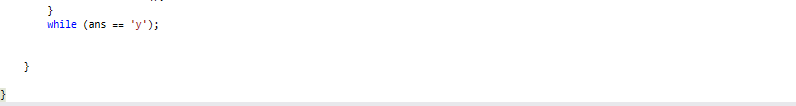 }
while (ans == 'y');
}
}